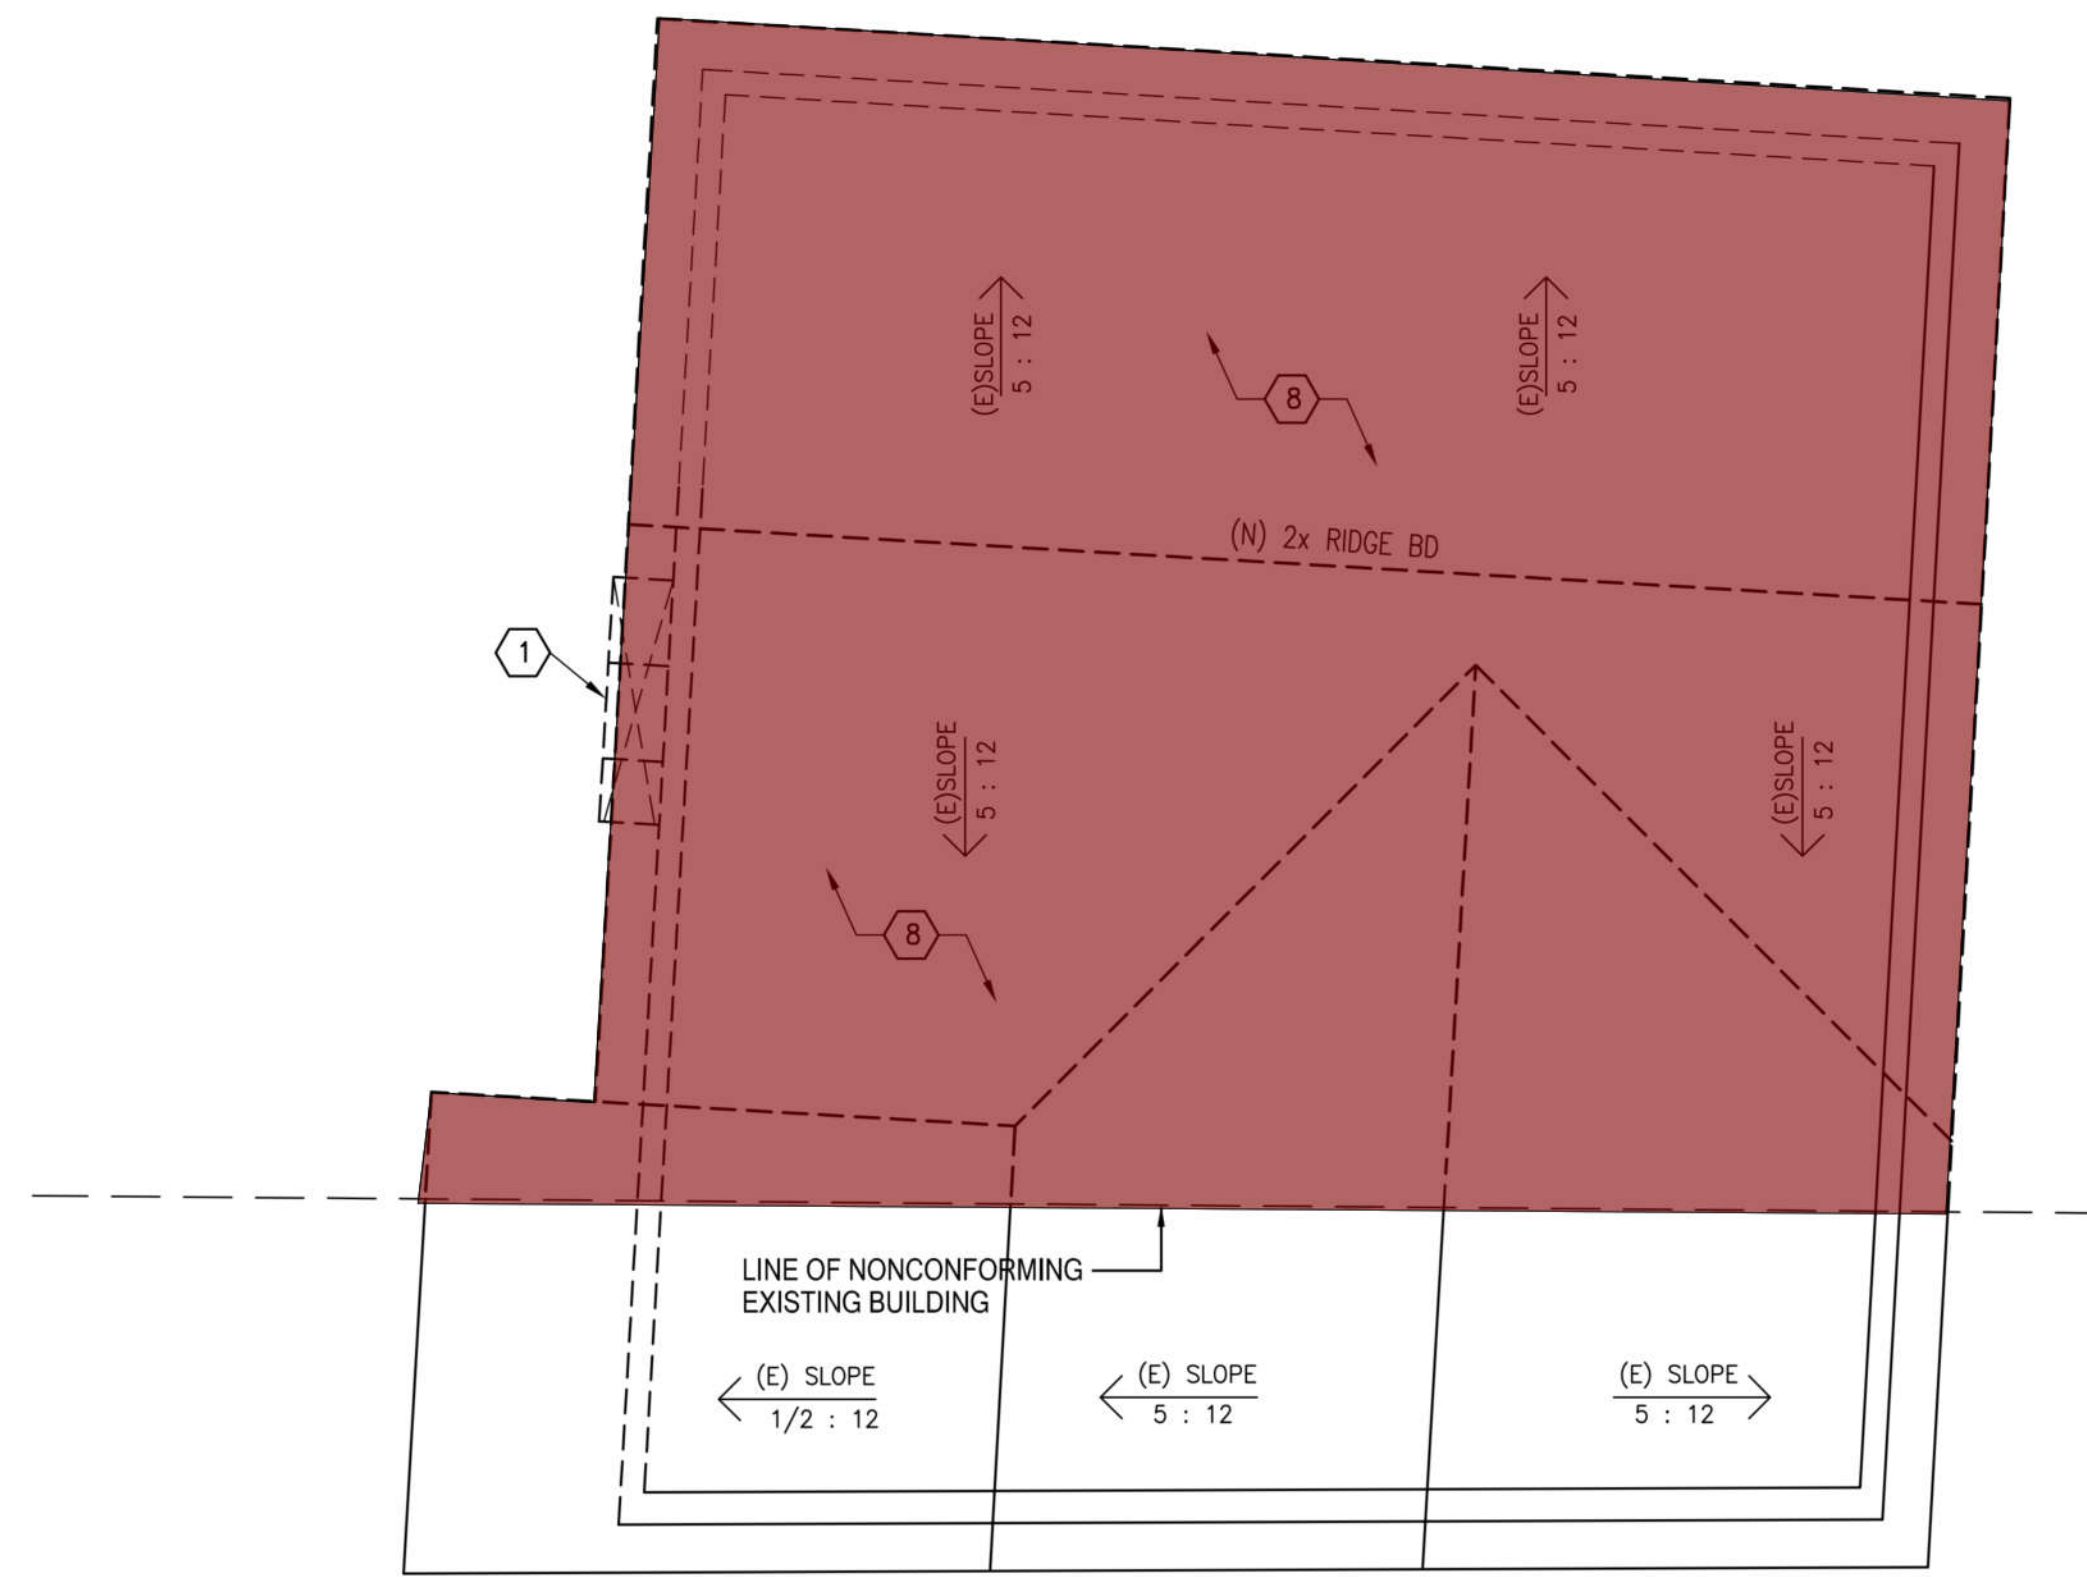 (E)SLOPE
5 : 12
(E)SLOPE
5 : 12
8
(N) 2x RIDGE BD
1
(E)SLOPE
5 : 12
(E)SLOPE
5 : 12
8
LINE OF NONCONFORMING
EXISTING BUILDING
(E) SLOPE
1/2 : 12
(E) SLOPE
5 : 12
(E) SLOPE
5 : 12